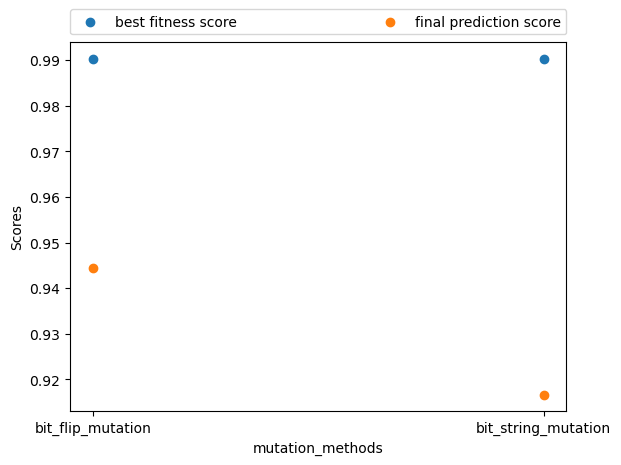 best fitness score
final prediction score
0.99
0.98
0.97
0.96
0.95
0.94
0.93
0.92
Scores
bit_flip_mutation
bit_string_mutation
mutation_methods